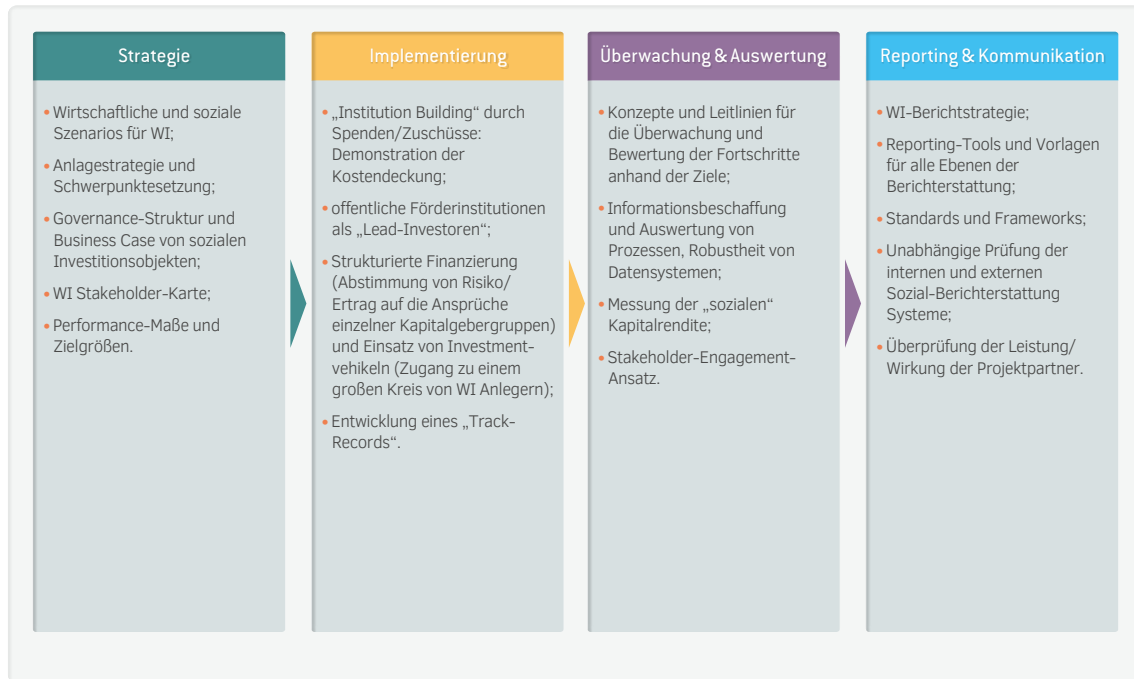 Strategie
• Wirtschaftliche und soziale
Szenarios für WI;
• Anlagestrategie und
Schwerpunktesetzung;
• Governance-Struktur und
Business Case von sozialen
Investitionsobjekten;
• WI Stakeholder-Karte;
• Performance-Maße und
Zielgrößen.
Implementierung
• „Institution Building“ durch
Spenden/Zuschüsse:
Demonstration der
Kostendeckung;
• offentliche Förderinstitutionen
als „Lead-Investoren“;
• Strukturierte Finanzierung
(Abstimmung von Risiko/
Ertrag auf die Ansprüche
einzelner Kapitalgebergruppen)
und Einsatz von Investment-
vehikeln (Zugang zu einem
großen Kreis von WI Anlegern);
• Entwicklung eines „Track-
Records“.
Überwachung & Auswertung
• Konzepte und Leitlinien für
die Überwachung und
Bewertung der Fortschritte
anhand der Ziele;
• Informationsbeschaffung
und Auswertung von
Prozessen, Robustheit von
Datensystemen;
• Messung der „sozialen“
Kapitalrendite;
• Stakeholder-Engagement-
Ansatz.
Reporting & Kommunikation
• WI-Berichtstrategie;
• Reporting-Tools und Vorlagen
für alle Ebenen der
Berichterstattung;
• Standards und Frameworks;
• Unabhängige Prüfung der
internen und externen
Sozial-Berichterstattung
Systeme;
• Überprüfung der Leistung/
Wirkung der Projektpartner.